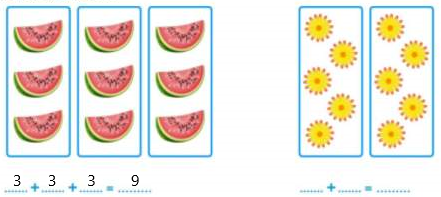 3 + 3 + 3 = 9
...... + ...... = .........